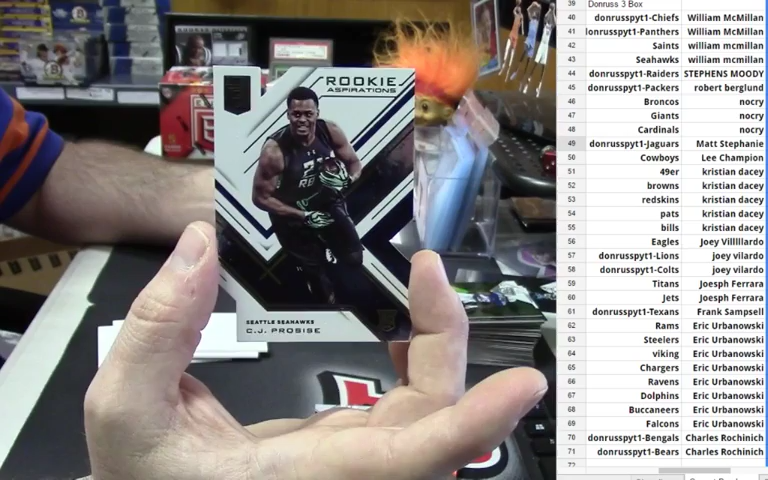 ROOKIE
ASPIRATIONS
SEATTLE SEAHAWKS
C.J. PROSISE
39 Donruss 3 Box
40 donrusspyt1-Chiefs William McMillan
41 lonrusspyt1-Panthers William McMillan
42 Saints william mcmillan
43 Seahawks william mcmillan
44 donrusspyt1-Raiders STEPHENS MOODY
45 donrusspyt1-Packers robert berglund
46 Broncos nocry
47 Giants nocry
48 Cardinals nocry
49 donrusspyt1-Jaguars Matt Stephanie
50 Cowboys Lee Champion
51 49er kristian dacey
52 browns kristian dacey
53 redskins kristian dacey
54 pats kristian dacey
55 bills kristian dacey
56 Eagles Joey Villlllardo
57 donrusspyt1-Lions joey vilardo
58 donrusspyt1-Colts joey vilardo
59 Titans Joesph Ferrara
60 Jets Joesph Ferrara
61 donrusspyt1-Texans Frank Sampsell
62 Rams Eric Urbanowski
63 Steelers Eric Urbanowski
64 viking Eric Urbanowski
65 Chargers Eric Urbanowski
66 Ravens Eric Urbanowski
67 Dolphins Eric Urbanowski
68 Buccaneers Eric Urbanowski
69 Falcons Eric Urbanowski
70 donrusspyt1-Bengals Charles Rochinich
71 donrusspyt1-Bears Charles Rochinich